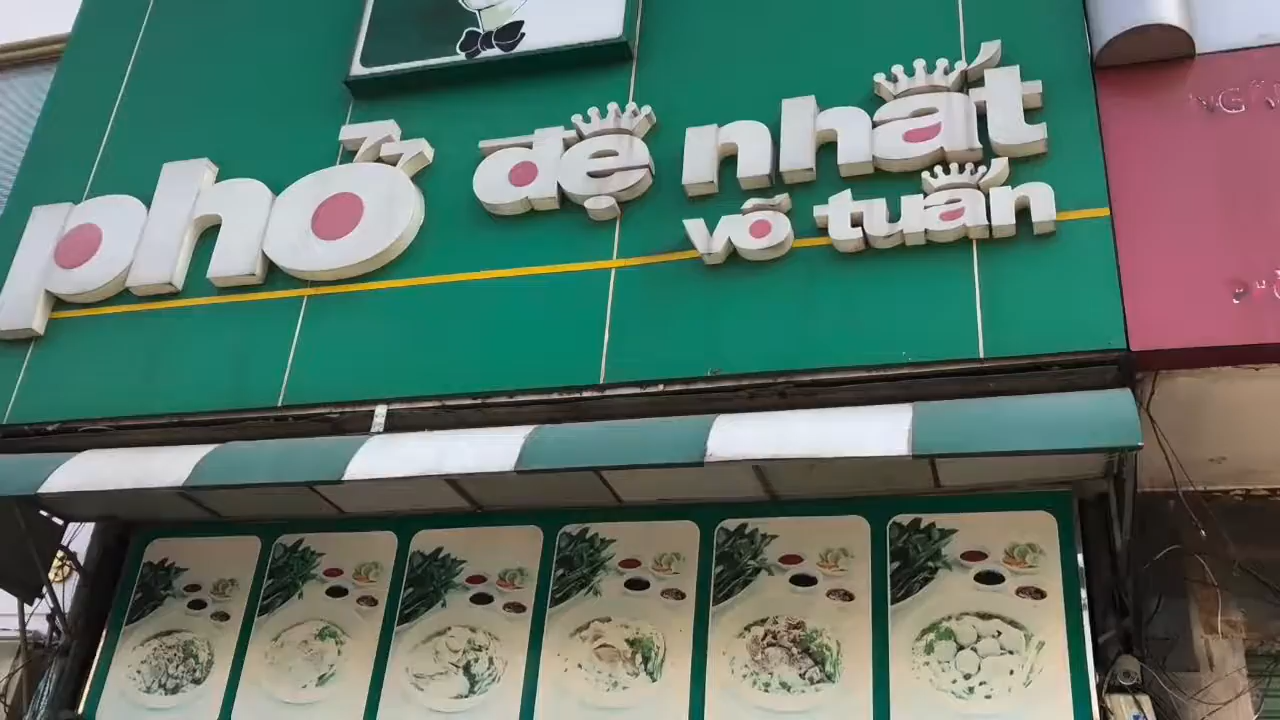 phở đệ nhất
võ tuấn